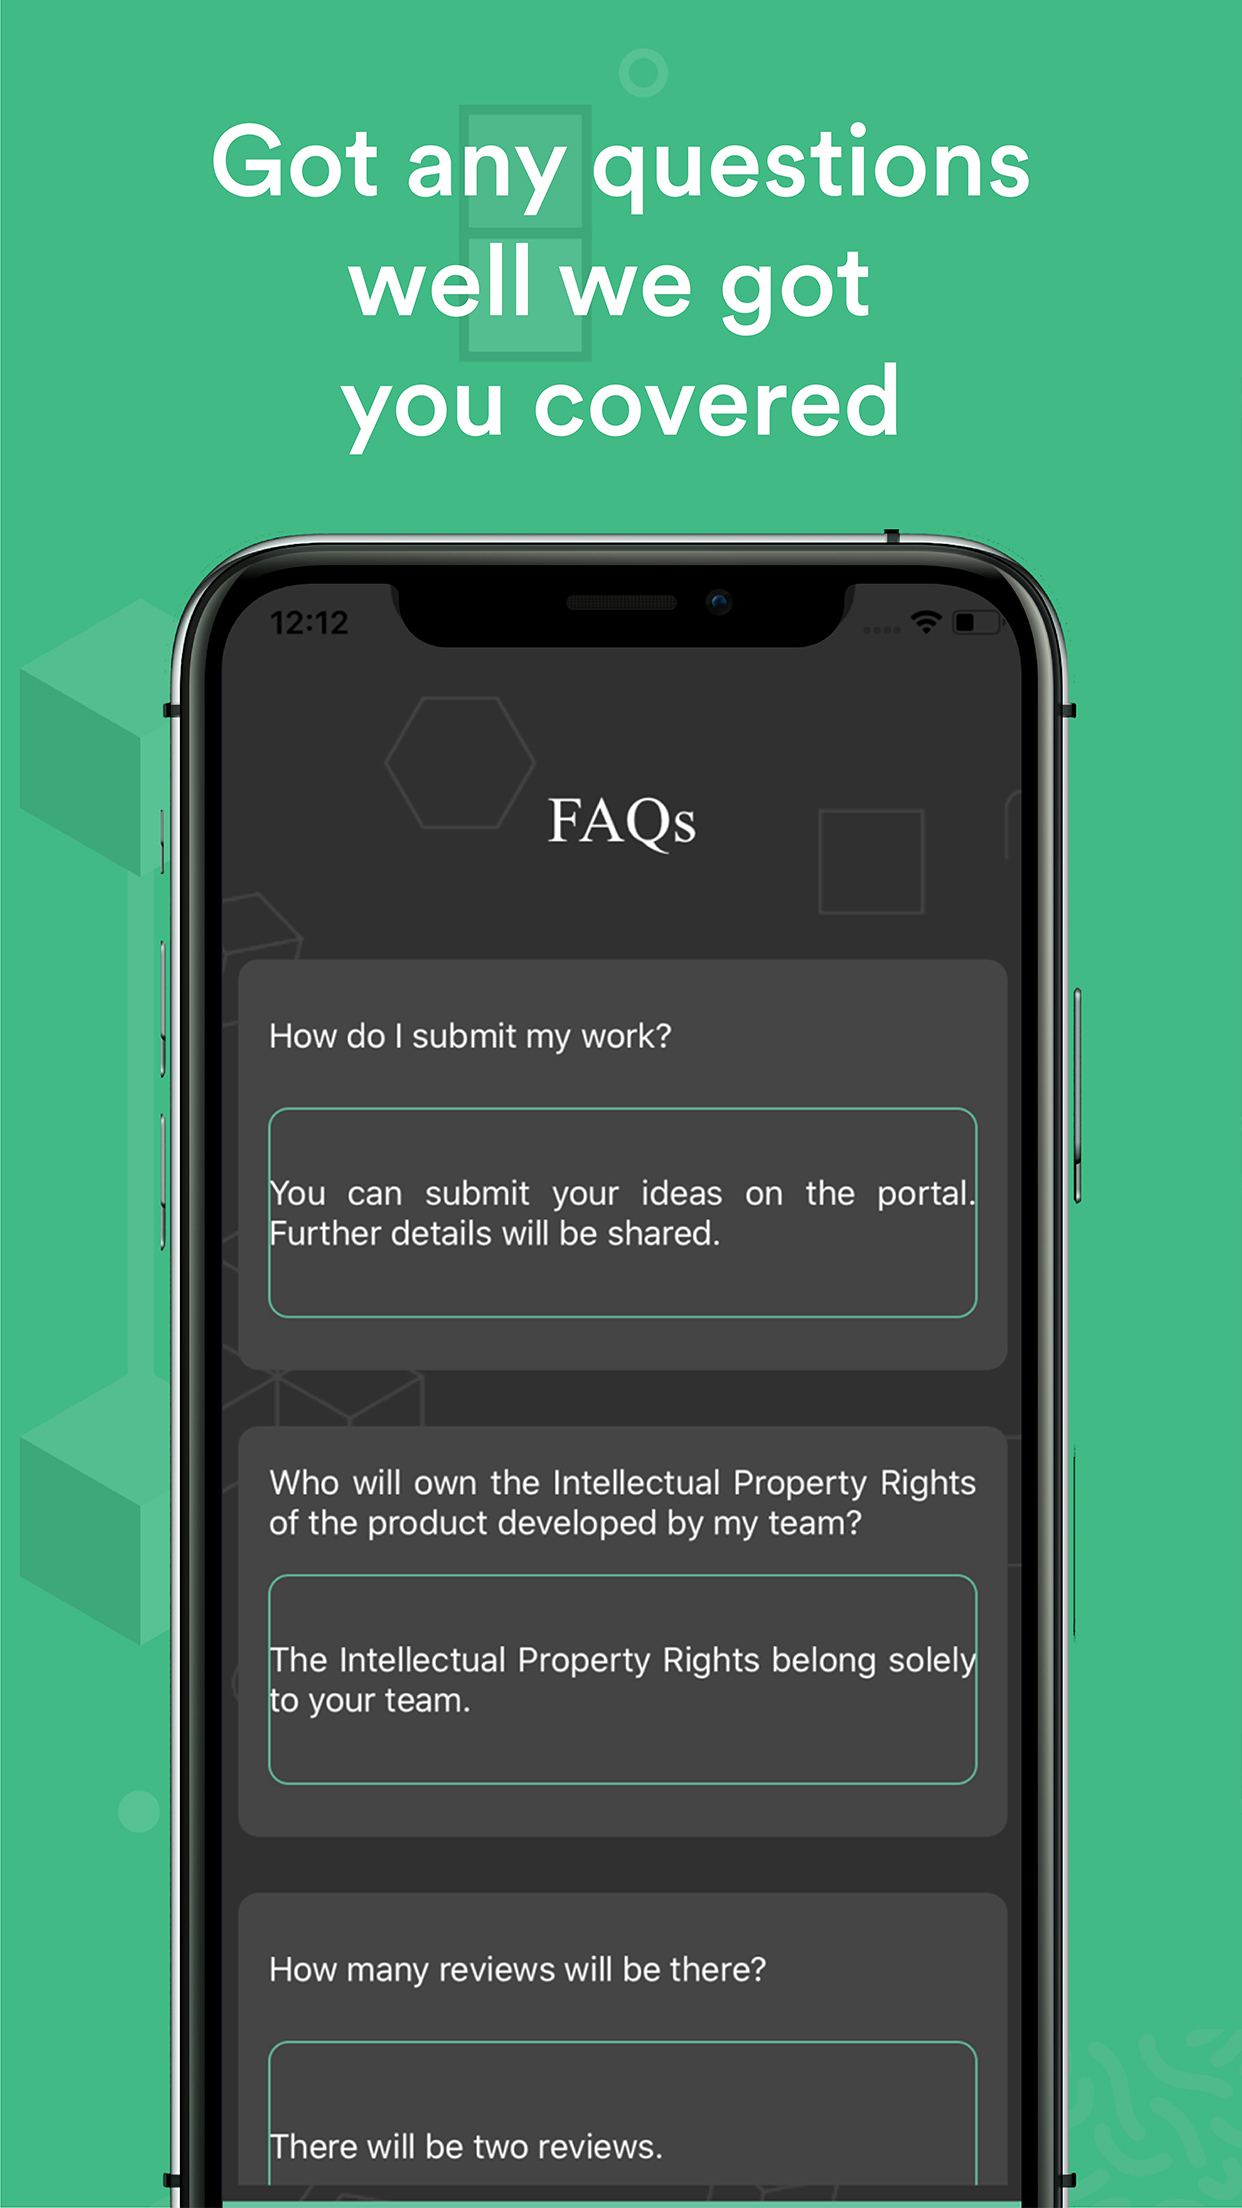 Got any questions
well we got
you covered
12:12
FAQs
How do I submit my work?
You can submit your ideas on the portal.
Further details will be shared.
Who will own the Intellectual Property Rights
of the product developed by my team?
The Intellectual Property Rights belong solely
to your team.
How many reviews will be there?
There will be two reviews.